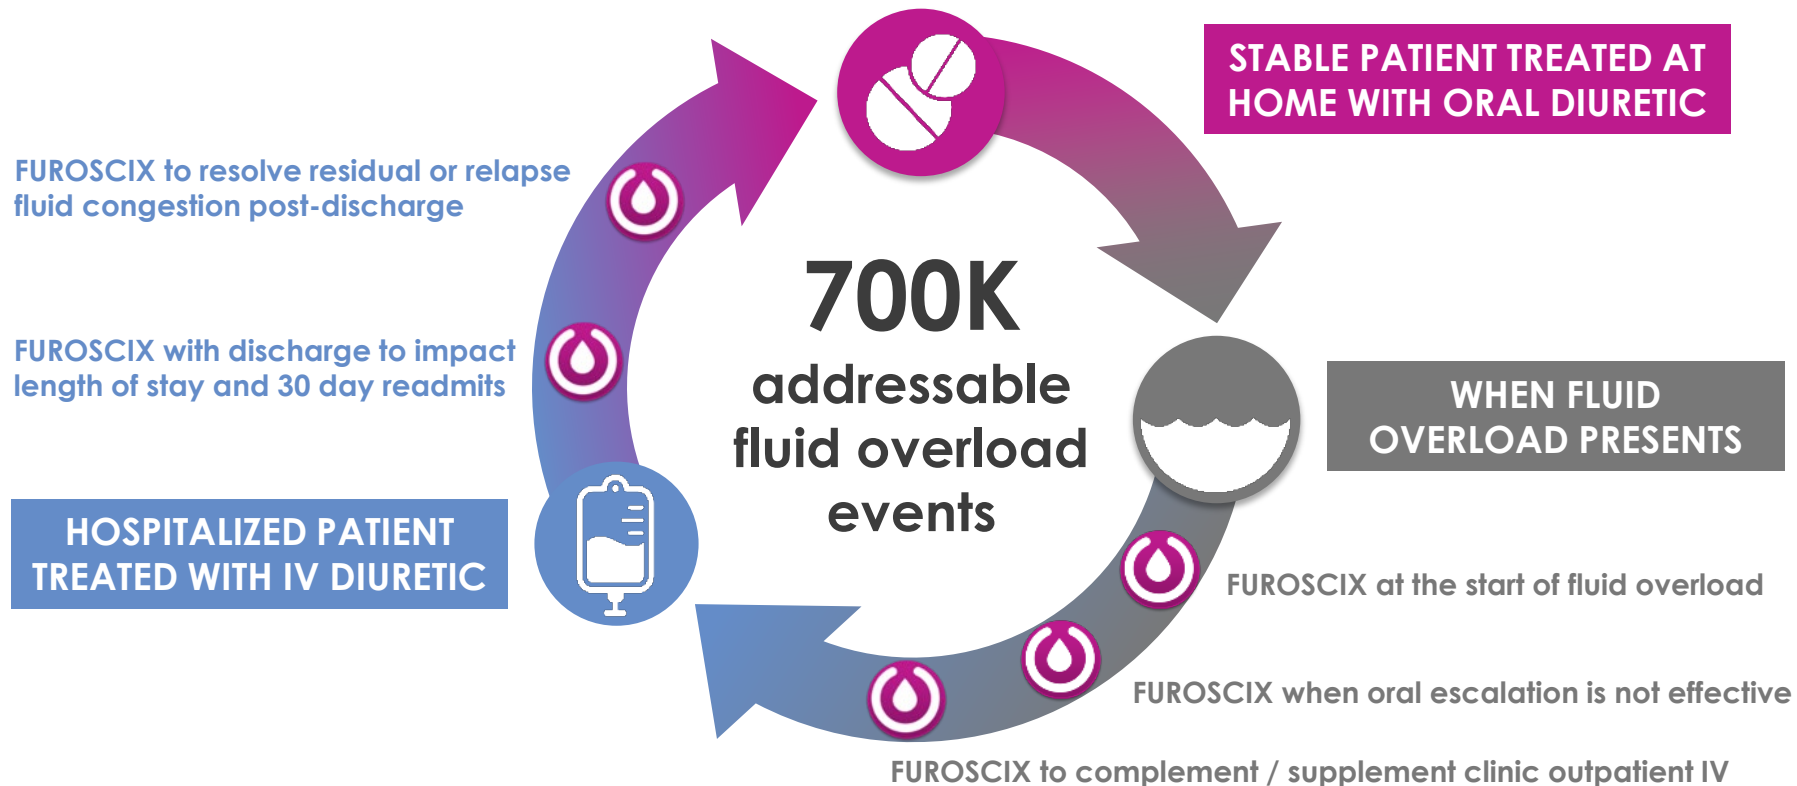 STABLE PATIENT TREATED AT
HOME WITH ORAL DIURETIC
FUROSCIX to resolve residual or relapse
fluid congestion post-discharge
700K
addressable
fluid overload
events
FUROSCIX with discharge to impact
length of stay and 30 day readmits
WHEN FLUID
OVERLOAD PRESENTS
HOSPITALIZED PATIENT
TREATED WITH IV DIURETIC
FUROSCIX at the start of fluid overload
FUROSCIX when oral escalation is not effective
FUROSCIX to complement / supplement clinic outpatient IV